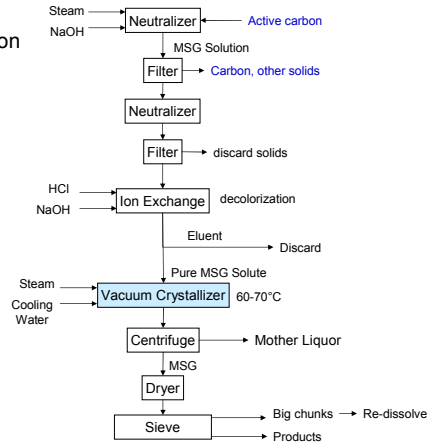 Steam
NaOH
Neutralizer
Active carbon
on
MSG Solution
Filter
Carbon, other solids
Neutralizer
Filter
discard solids
HCl
NaOH
Ion Exchange
decolorization
Eluent
Discard
Pure MSG Solute
Steam
Cooling
Water
Vacuum Crystallizer
60-70°C
Centrifuge
Mother Liquor
MSG
Dryer
Sieve
Big chunks
Re-dissolve
Products